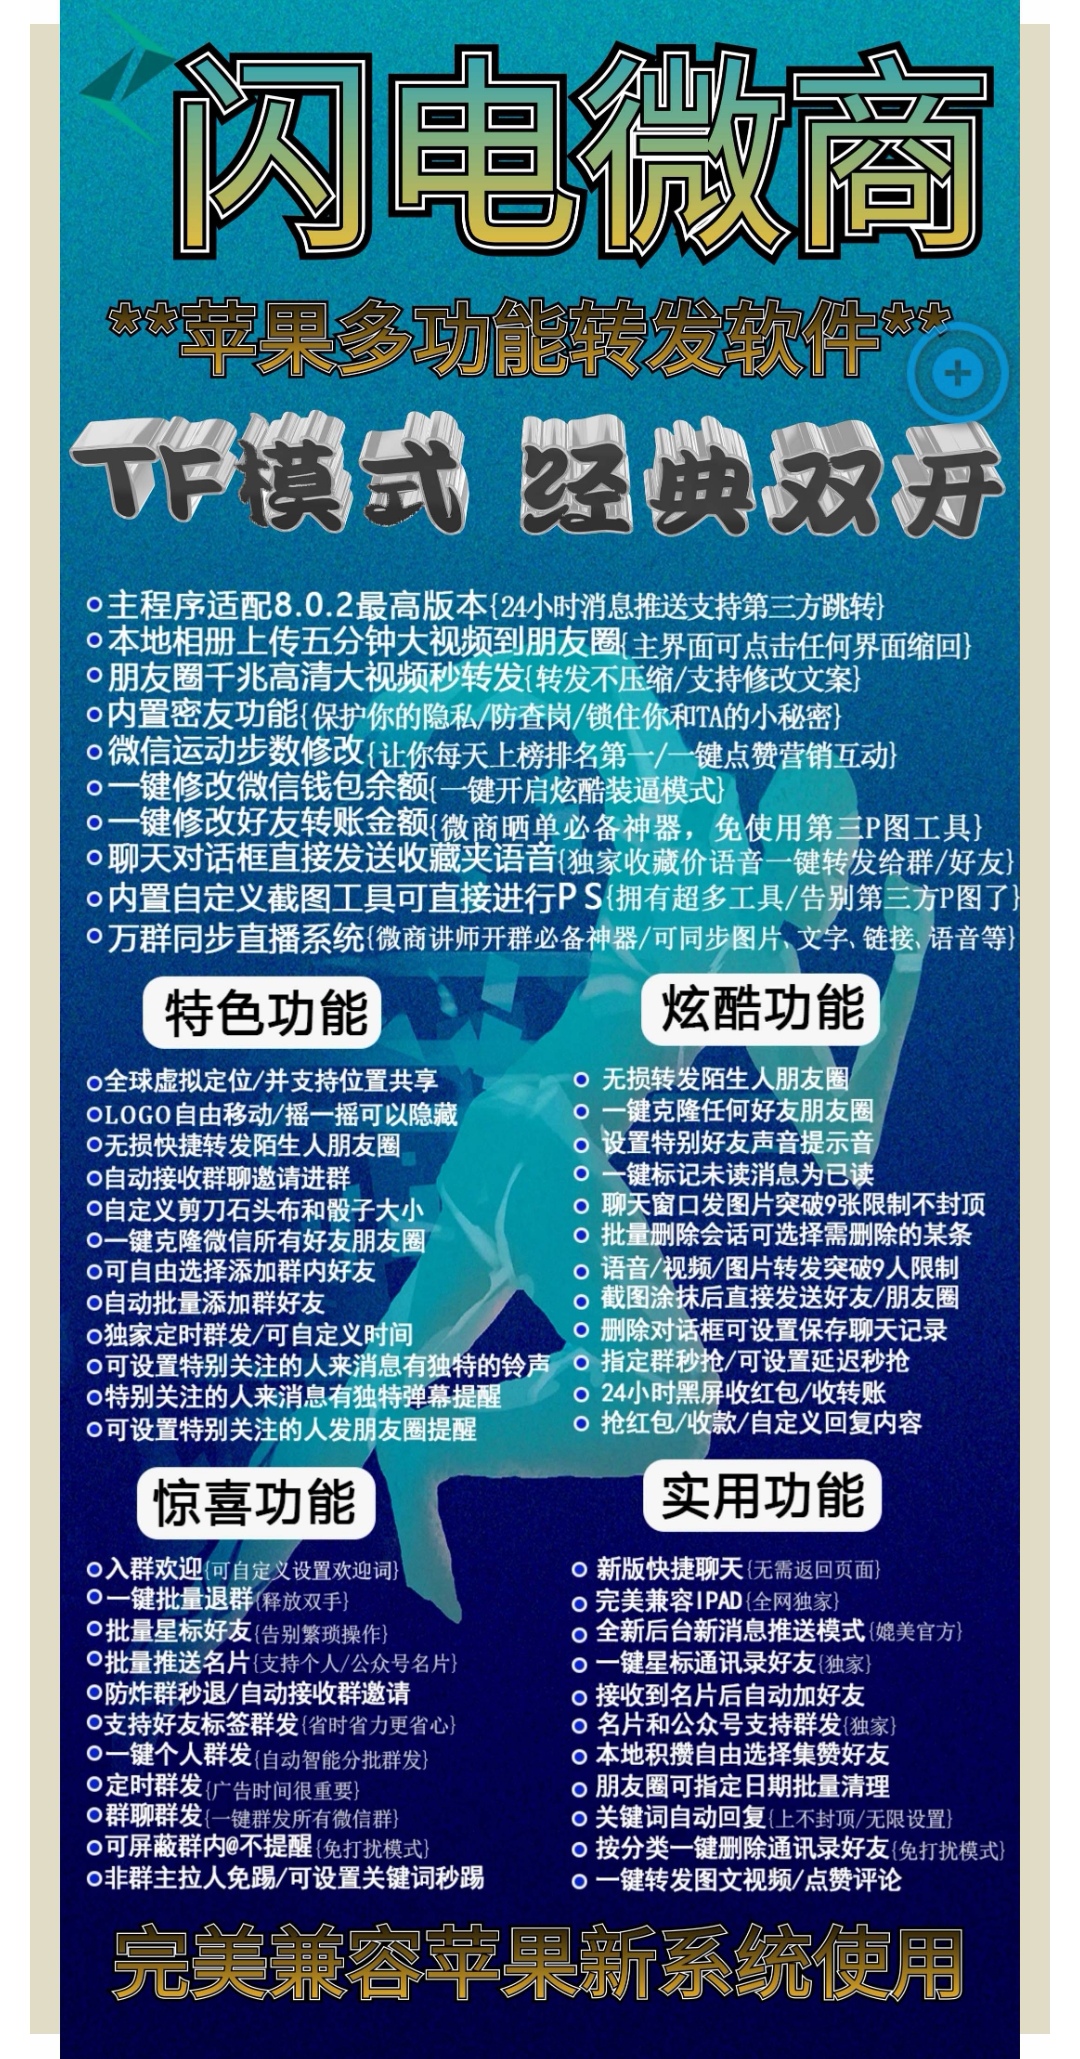 闪电微商
**苹果多功能转发软件**
TF模式 经典双开
主程序适配8.0.2最高版本{24小时消息推送支持第三方跳转}
本地相册上传五分钟大视频到朋友圈{主界面可点击任何界面缩回}
朋友圈千兆高清大视频秒转发{转发不压缩/支持修改文案}
内置密友功能{保护你的隐私/防查岗/锁住你和TA的小秘密}
微信运动步数修改{让你每天上榜排名第一/一键点赞营销互动}
一键修改微信钱包余额{一键开启炫酷装逼模式}
一键修改好友转账金额{微商晒单必备神器，免使用第三P图工具}
聊天对话框直接发送收藏夹语音{独家收藏价语音一键转发给群/好友}
内置自定义截图工具可直接进行PS{拥有超多工具/告别第三方P图了}
万群同步直播系统{微商讲师开群必备神器/可同步图片、文字、链接、语音等}
特色功能
全球虚拟定位/并支持位置共享
LOGO自由移动/摇一摇可以隐藏
无损快捷转发陌生人朋友圈
自动接收群聊邀请进群
自定义剪刀石头布和骰子大小
一键克隆微信所有好友朋友圈
可自由选择添加群内好友
自动批量添加群好友
独家定时群发/可自定义时间
可设置特别关注的人来消息有独特的铃声
特别关注的人来消息有独特弹幕提醒
可设置特别关注的人发朋友圈提醒
炫酷功能
无损转发陌生人朋友圈
一键克隆任何好友朋友圈
设置特别好友声音提示音
一键标记未读消息为已读
聊天窗口发图片突破9张限制不封顶
批量删除会话可选择需删除的某条
语音/视频/图片转发突破9人限制
截图涂抹后直接发送好友/朋友圈
删除对话框可设置保存聊天记录
指定群秒抢/可设置延迟秒抢
24小时黑屏收红包/收转账
抢红包/收款/自定义回复内容
惊喜功能
入群欢迎{可自定义设置欢迎词}
一键批量退群{释放双手}
批量星标好友{告别繁琐操作}
批量推送名片{支持个人/公众号名片}
防炸群秒退/自动接收群邀请
支持好友标签群发{省时省力更省心}
一键个人群发{自动智能分批群发}
定时群发{广告时间很重要}
群聊群发{一键群发所有微信群}
可屏蔽群内@不提醒{免打扰模式}
非群主拉人免踢/可设置关键词秒踢
实用功能
新版快捷聊天{无需返回页面}
完美兼容IPAD{全网独家}
全新后台新消息推送模式{媲美官方}
一键星标通讯录好友{独家}
接收到名片后自动加好友
名片和公众号支持群发{独家}
本地积攒自由选择集赞好友
朋友圈可指定日期批量清理
关键词自动回复{上不封顶/无限设置}
按分类一键删除通讯录好友{免打扰模式}
一键转发图文视频/点赞评论
完美兼容苹果新系统使用